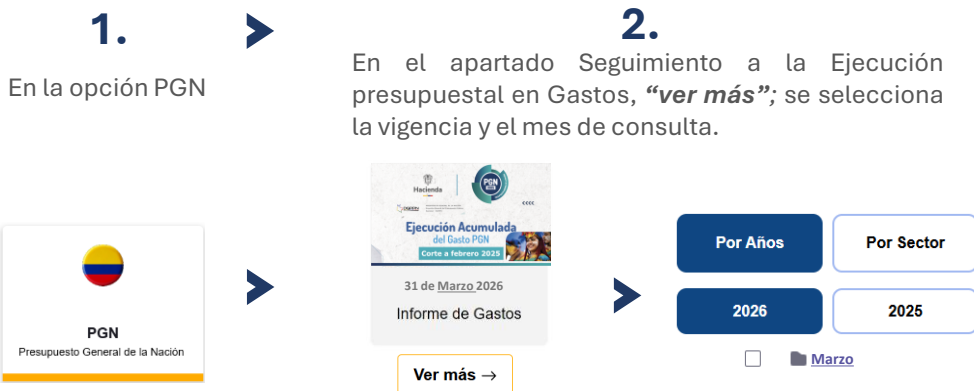 1.
En la opción PGN
2.
En el apartado Seguimiento a la Ejecución
presupuestal en Gastos, “ver más”; se selecciona
la vigencia y el mes de consulta.
PGN
Presupuesto General de la Nación
Hacienda
PGN
Ejecución Acumulada
del Gasto PGN
Corte a febrero 2025
31 de Marzo 2026
Informe de Gastos
Ver más →
Por Años
Por Sector
2026
2025
Marzo